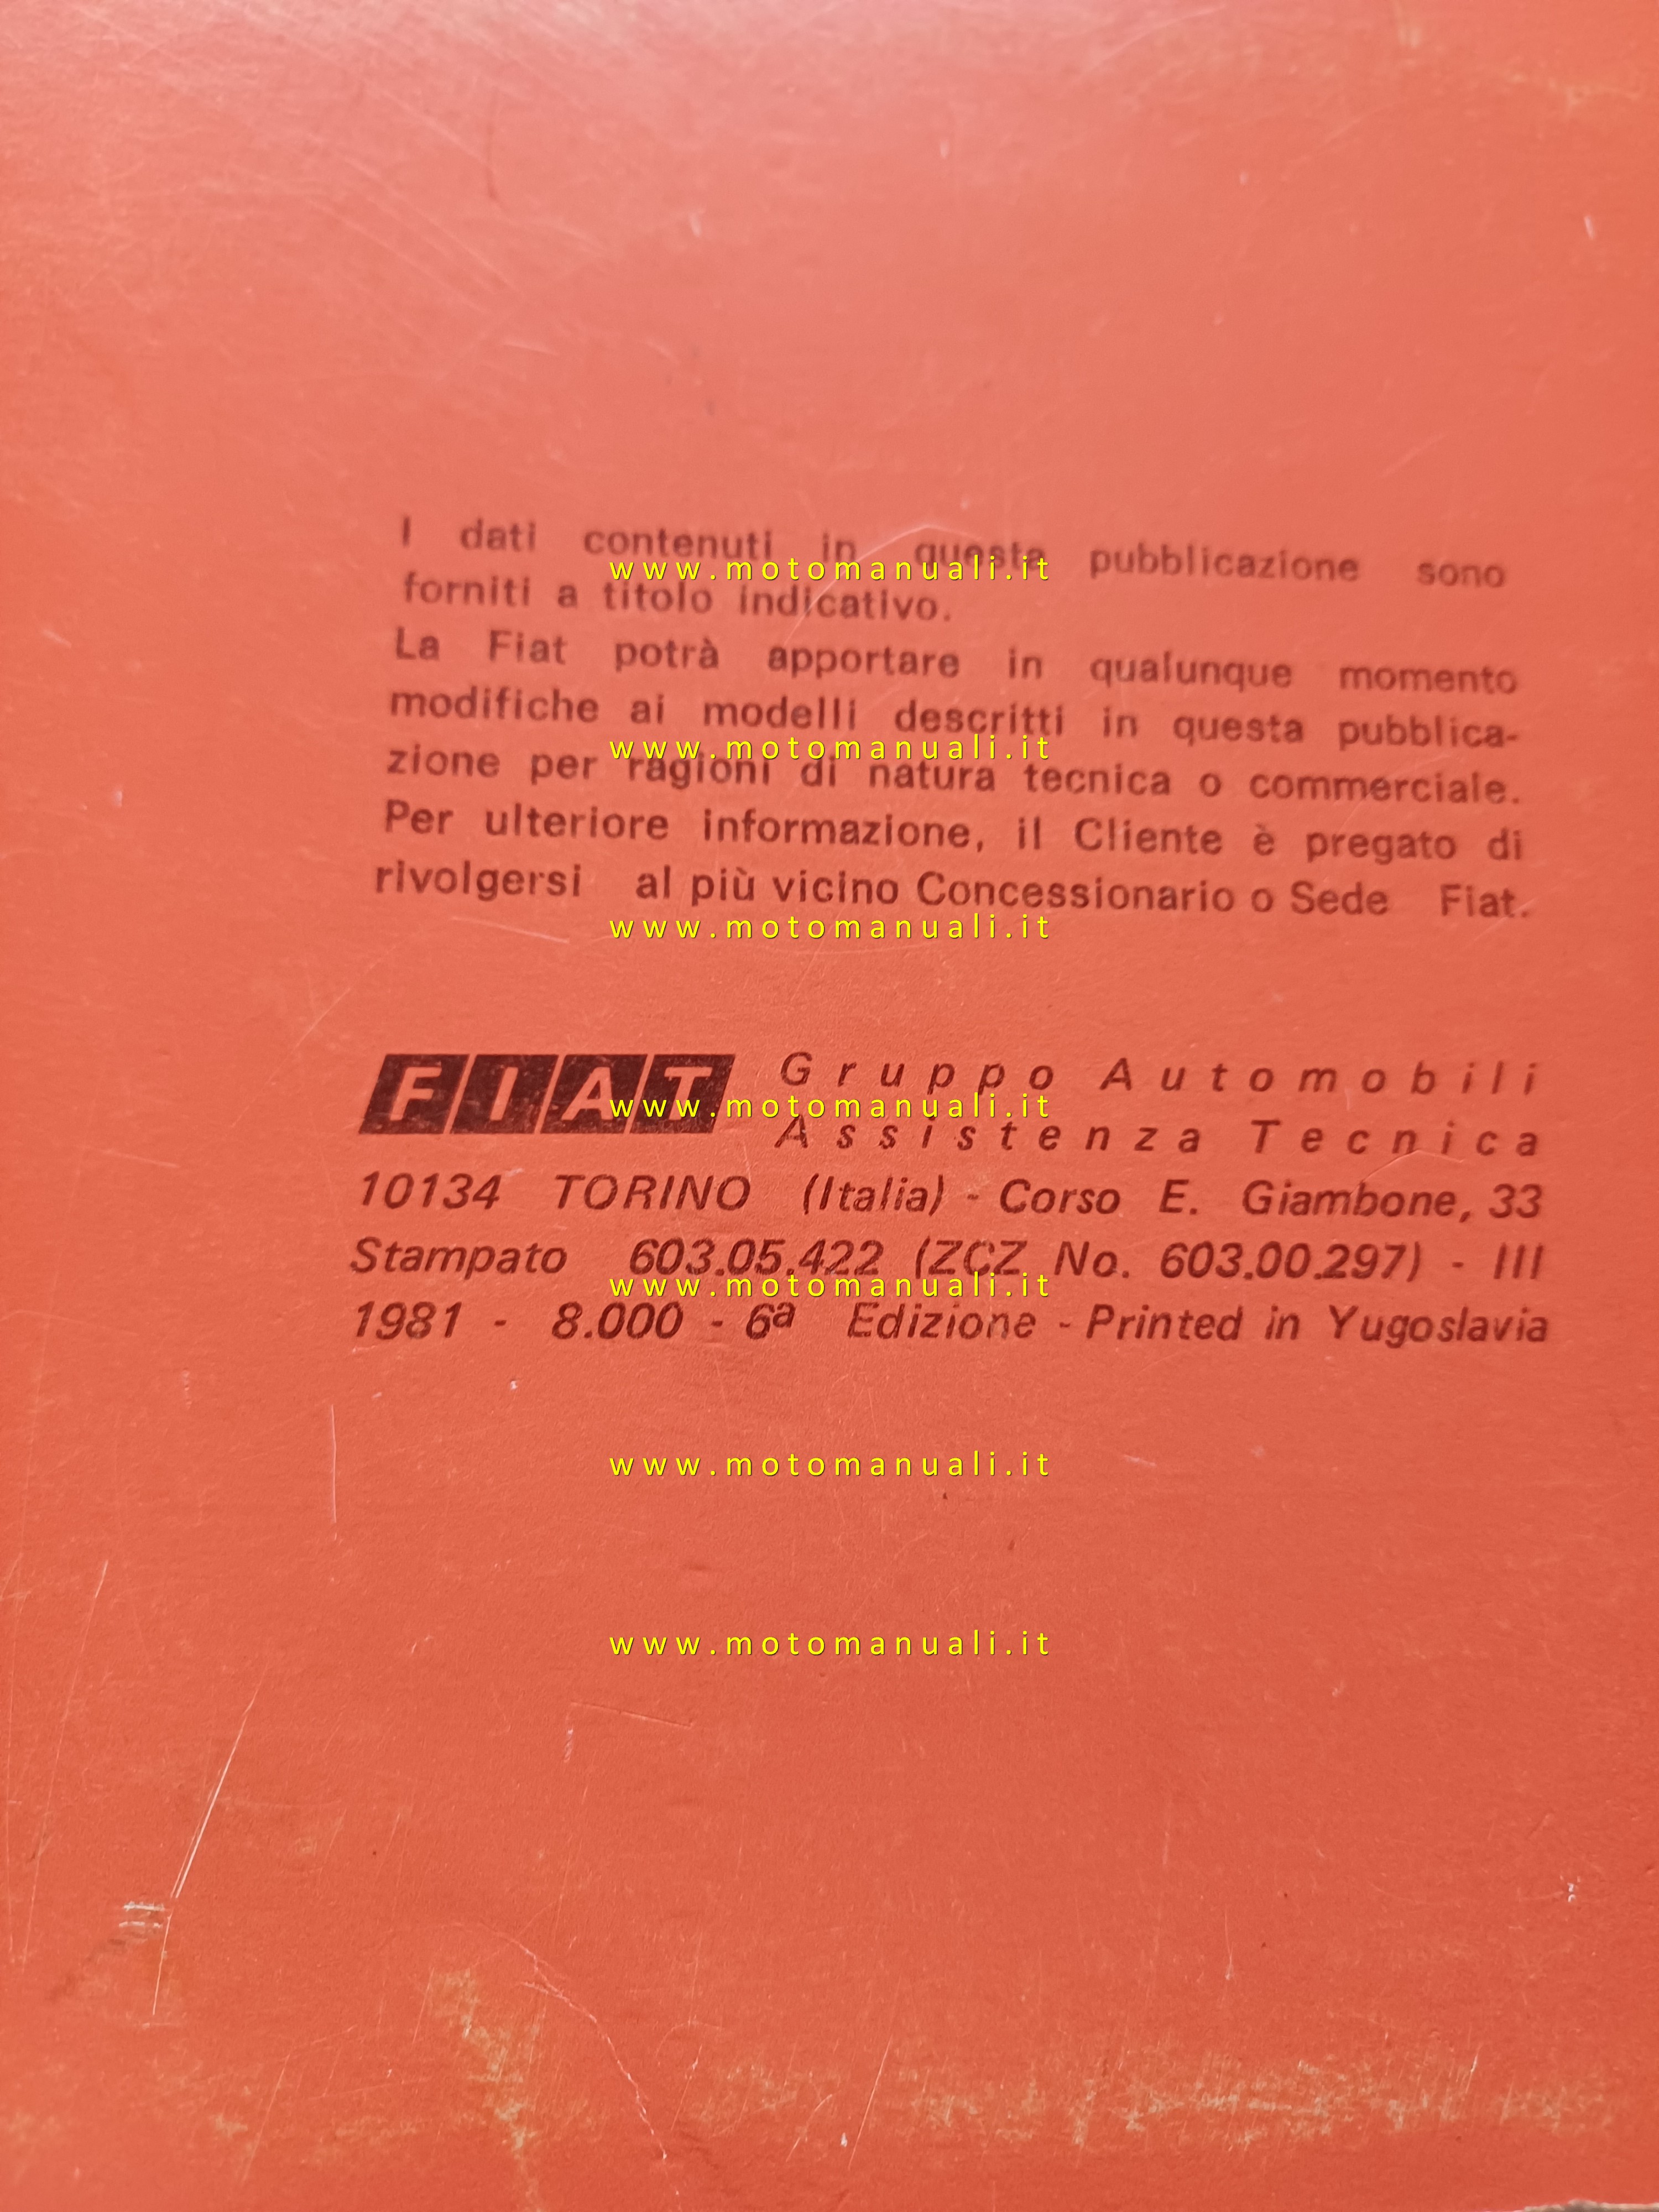 I dati contenuti in questa pubblicazione sono
www.motomanuali.it
forniti a titolo indicativo.
La Fiat potrà apportare in qualunque momento
modifiche ai modelli descritti in questa pubblica-
www.motomanuali.it
zione per ragioni di natura tecnica o commerciale.
Per ulteriore informazione, il Cliente è pregato di
rivolgersi al più vicino Concessionario o Sede Fiat.
www.motomanuali.it
FIAT Gruppo Automobili
www.motomanuali.it
Assistenza Tecnica
10134 TORINO (Italia) - Corso E. Giambone, 33
Stampato 603.05.422 (ZCZ No. 603.00.297) - III
www.motomanuali.it
1981 - 8.000 - 6ª Edizione - Printed in Yugoslavia
www.motomanuali.it
www.motomanuali.it